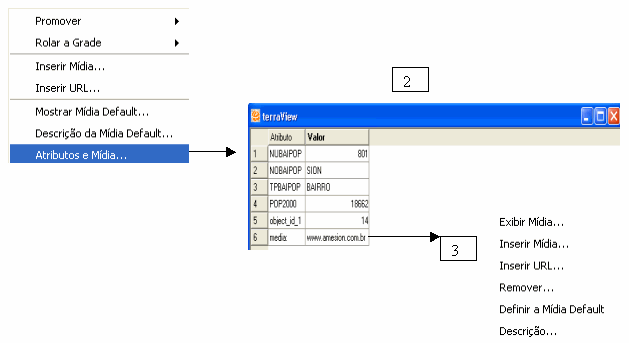 Promover
Rolar a Grade
Inserir Mídia...
Inserir URL...
Mostrar Mídia Default...
Descrição da Mídia Default...
Atributos e Mídia...
2
terraView
Atributo Valor
1 NUBAIPOP 801
2 NOBAIPOP SION
3 TPBAIPOP BAIRRO
4 POP2000 18662
5 object_id_1 14
6 media: www.amesion.com.br
3
Exibir Mídia...
Inserir Mídia...
Inserir URL...
Remover...
Definir a Mídia Default
Descrição...